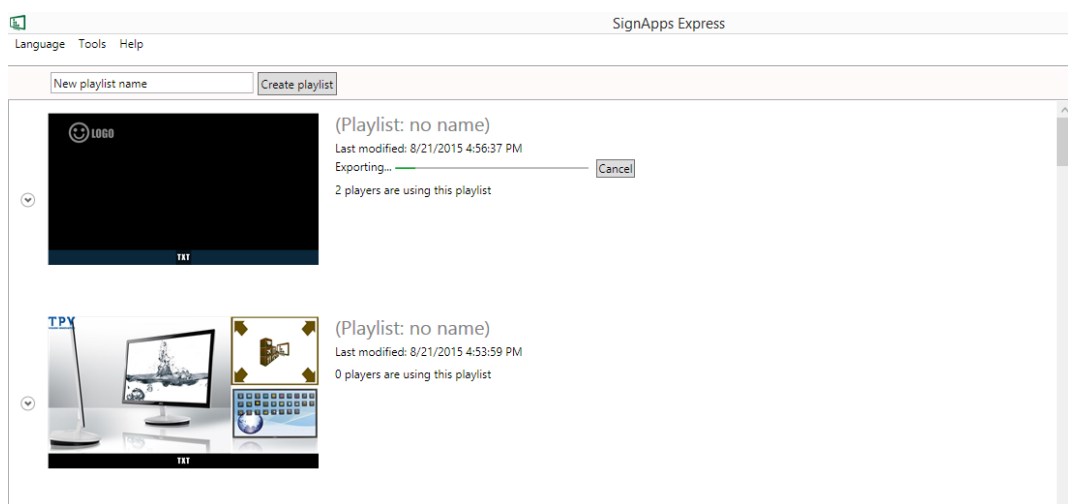 SignApps Express
Language Tools Help
New playlist name Create playlist
LOGO
(Playlist: no name)
Last modified: 8/21/2015 4:56:37 PM
Exporting... Cancel
2 players are using this playlist
TXT
TPV
(Playlist: no name)
Last modified: 8/21/2015 4:53:59 PM
0 players are using this playlist
TXT